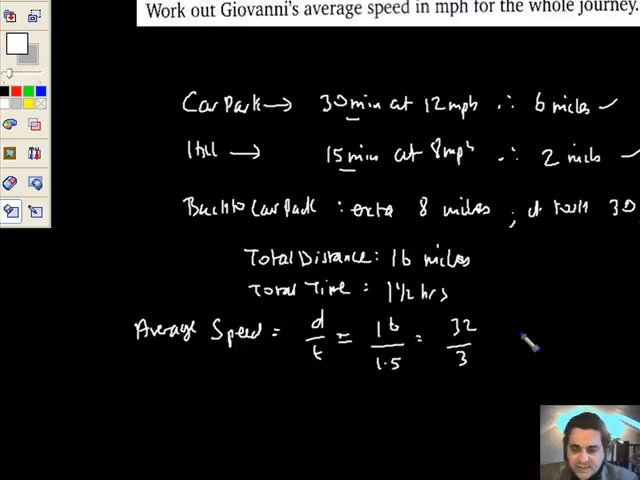 Work out Giovanni's average speed in mph for the whole journey.
Car Park → 30 min at 12 mph ∴ 6 miles ✓
Hill → 15 min at 8 mph ∴ 2 miles ✓
Back to Car Park : extra 8 miles ; it took 30
Total Distance : 16 miles
Total Time : 1 1/2 hrs
Average Speed = d/t = 16/1.5 = 32/3